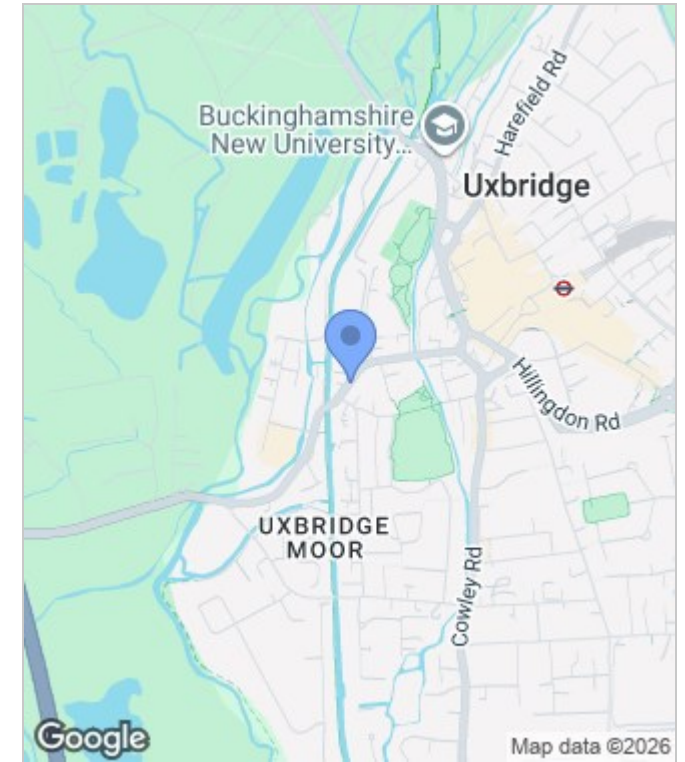 Buckinghamshire
New University...
Harefield Rd
Uxbridge
Hillingdon Rd
UXBRIDGE
MOOR
Cowley Rd
Google
Map data ©2026